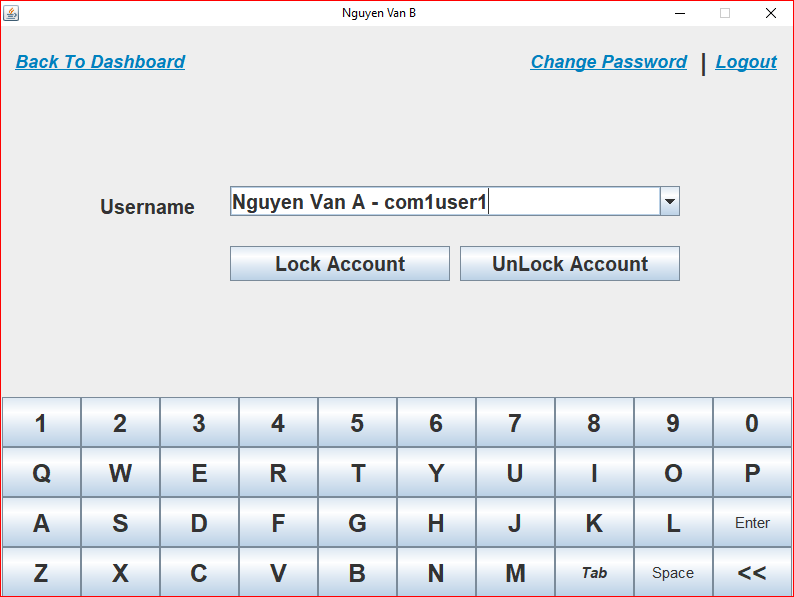 Nguyen Van B
Back To Dashboard Change Password | Logout
Username Nguyen Van A - com1user1
Lock Account UnLock Account
1 2 3 4 5 6 7 8 9 0
Q W E R T Y U I O P
A S D F G H J K L Enter
Z X C V B N M Tab Space <<